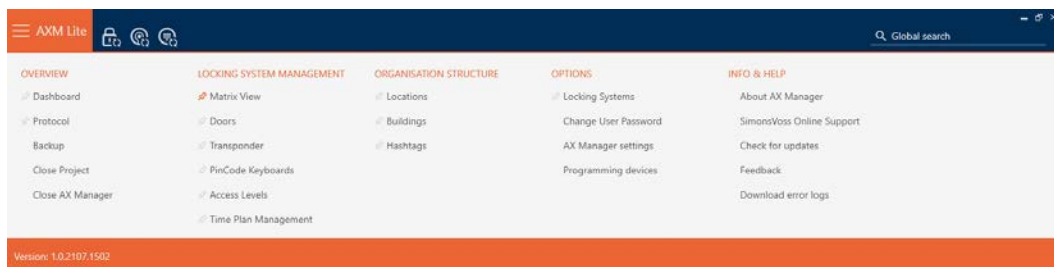 AXM Lite
Global search
OVERVIEW
Dashboard
Protocol
Backup
Close Project
Close AX Manager
LOCKING SYSTEM MANAGEMENT
Matrix View
Doors
Transponder
PinCode Keyboards
Access Levels
Time Plan Management
ORGANISATION STRUCTURE
Locations
Buildings
Hashtags
OPTIONS
Locking Systems
Change User Password
AX Manager settings
Programming devices
INFO & HELP
About AX Manager
SimonsVoss Online Support
Check for updates
Feedback
Download error logs
Version: 1.0.2107.1502